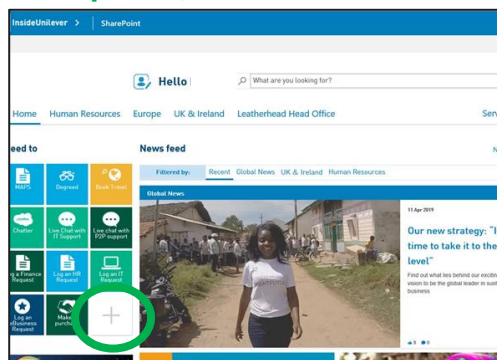 InsideUnilever > SharePoint
Hello
What are you looking for?
Home Human Resources Europe UK & Ireland Leatherhead Head Office Serv
eed to
News feed
N
Filtered by: Recent Global News UK & Ireland Human Resources
Global News
MAPS
Degreed
Book Travel
Chatter
Live Chat with
IT Support
Live chat with
P2P support
g a Finance
Request
Log an HR
Request
Log an IT
Request
Log an
eBusiness
Request
Make
purcha
11 Apr 2019
Our new strategy: "I
time to take it to the
level"
Find out what lies behind our excitin
vision to be the global leader in sust
business